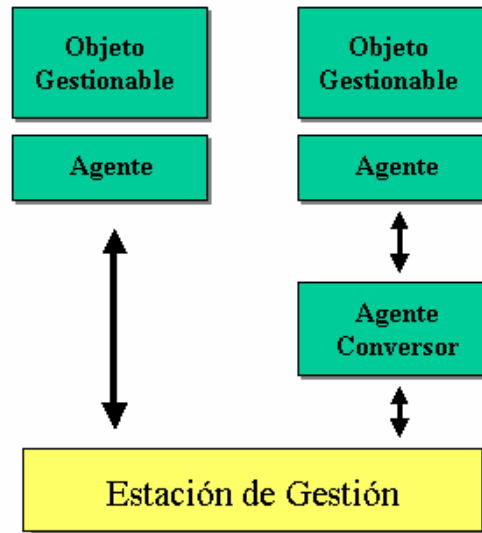 Objeto
Gestionable
Objeto
Gestionable
Agente
Agente
Agente
Conversor
Estación de Gestión